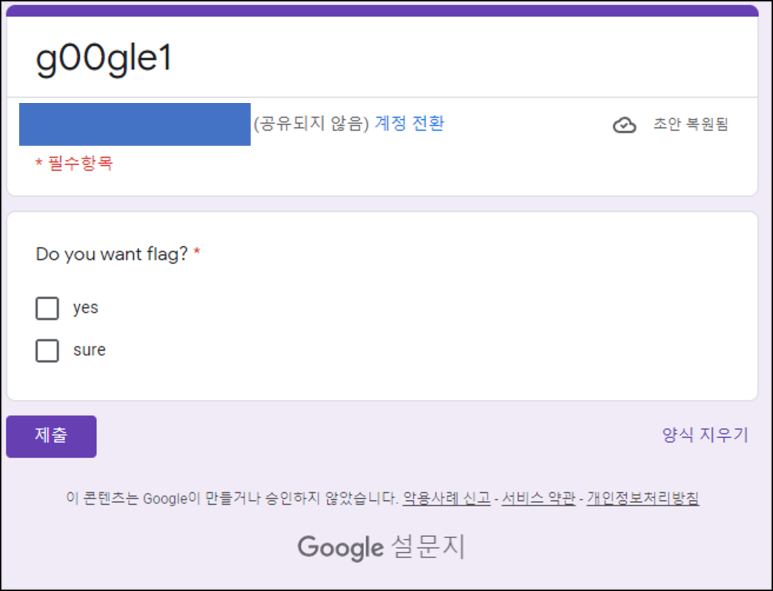 g00gle1
(공유되지 않음) 계정 전환 초안 복원됨
* 필수항목
Do you want flag? *
yes
sure
제출 양식 지우기
이 콘텐츠는 Google이 만들거나 승인하지 않았습니다. 악용사례 신고 - 서비스 약관 - 개인정보처리방침
Google 설문지